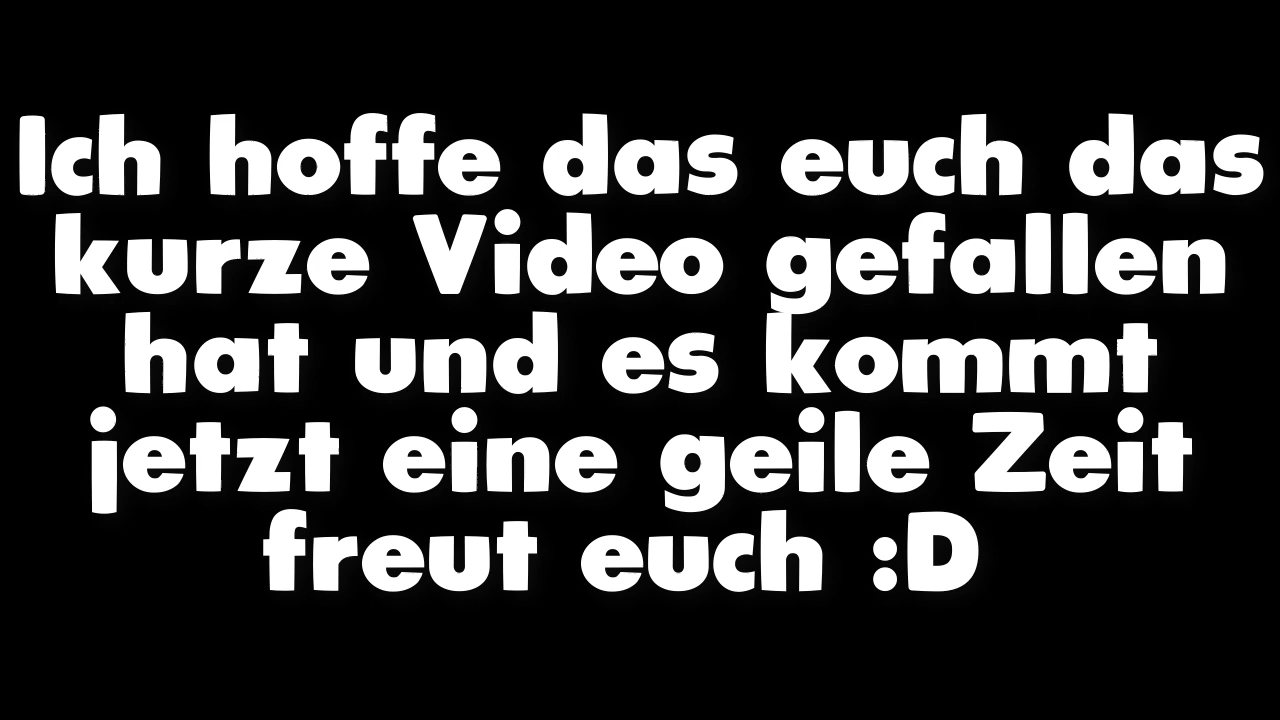 Ich hoffe das euch das
kurze Video gefallen
hat und es kommt
jetzt eine geile Zeit
freut euch :D